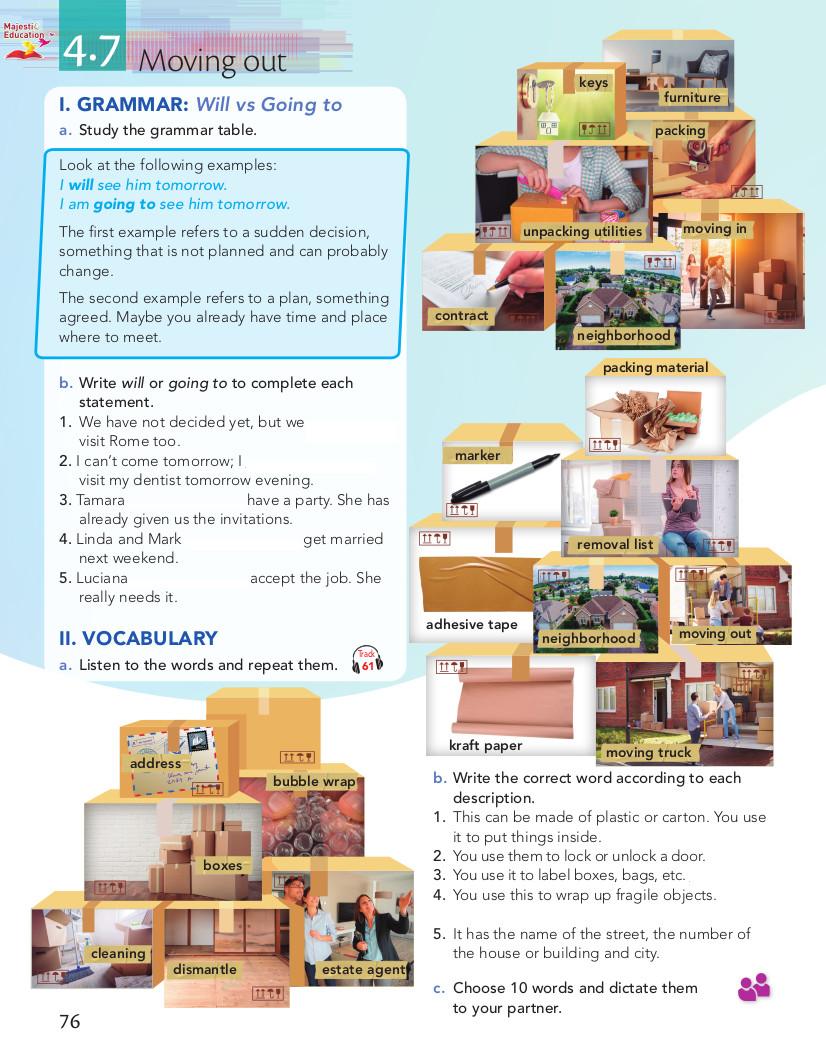 Majestic
Education ™
4.7 Moving out
I. GRAMMAR: Will vs Going to
a. Study the grammar table.
Look at the following examples:
I will see him tomorrow.
I am going to see him tomorrow.
The first example refers to a sudden decision,
something that is not planned and can probably
change.
The second example refers to a plan, something
agreed. Maybe you already have time and place
where to meet.
b. Write will or going to to complete each
statement.
1. We have not decided yet, but we
visit Rome too.
2. I can't come tomorrow; I
visit my dentist tomorrow evening.
3. Tamara have a party. She has
already given us the invitations.
4. Linda and Mark get married
next weekend.
5. Luciana accept the job. She
really needs it.
II. VOCABULARY
a. Listen to the words and repeat them.
Track
61
address
bubble wrap
boxes
cleaning
dismantle
estate agent
keys
furniture
packing
unpacking utilities
moving in
contract
neighborhood
packing material
marker
removal list
adhesive tape
neighborhood
moving out
kraft paper
moving truck
b. Write the correct word according to each
description.
1. This can be made of plastic or carton. You use
it to put things inside.
2. You use them to lock or unlock a door.
3. You use it to label boxes, bags, etc.
4. You use this to wrap up fragile objects.
5. It has the name of the street, the number of
the house or building and city.
c. Choose 10 words and dictate them
to your partner.
76